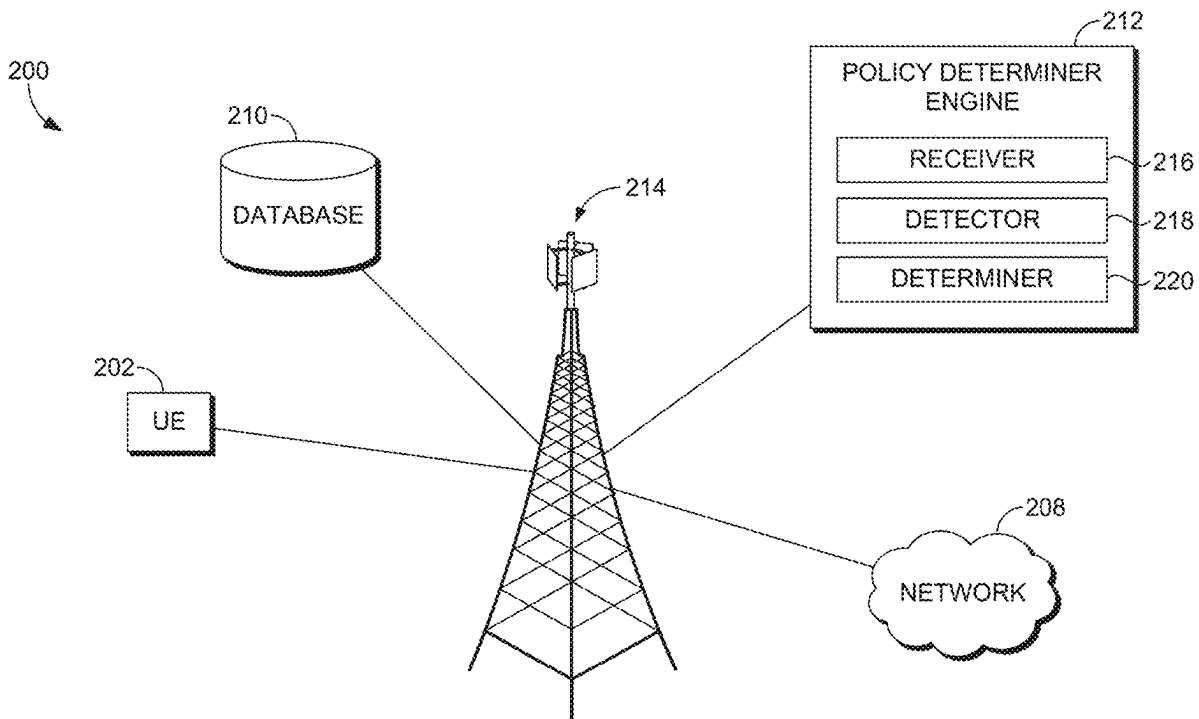 200
210
DATABASE
214
212
POLICY DETERMINER
ENGINE
RECEIVER
216
DETECTOR
218
DETERMINER
220
202
UE
208
NETWORK